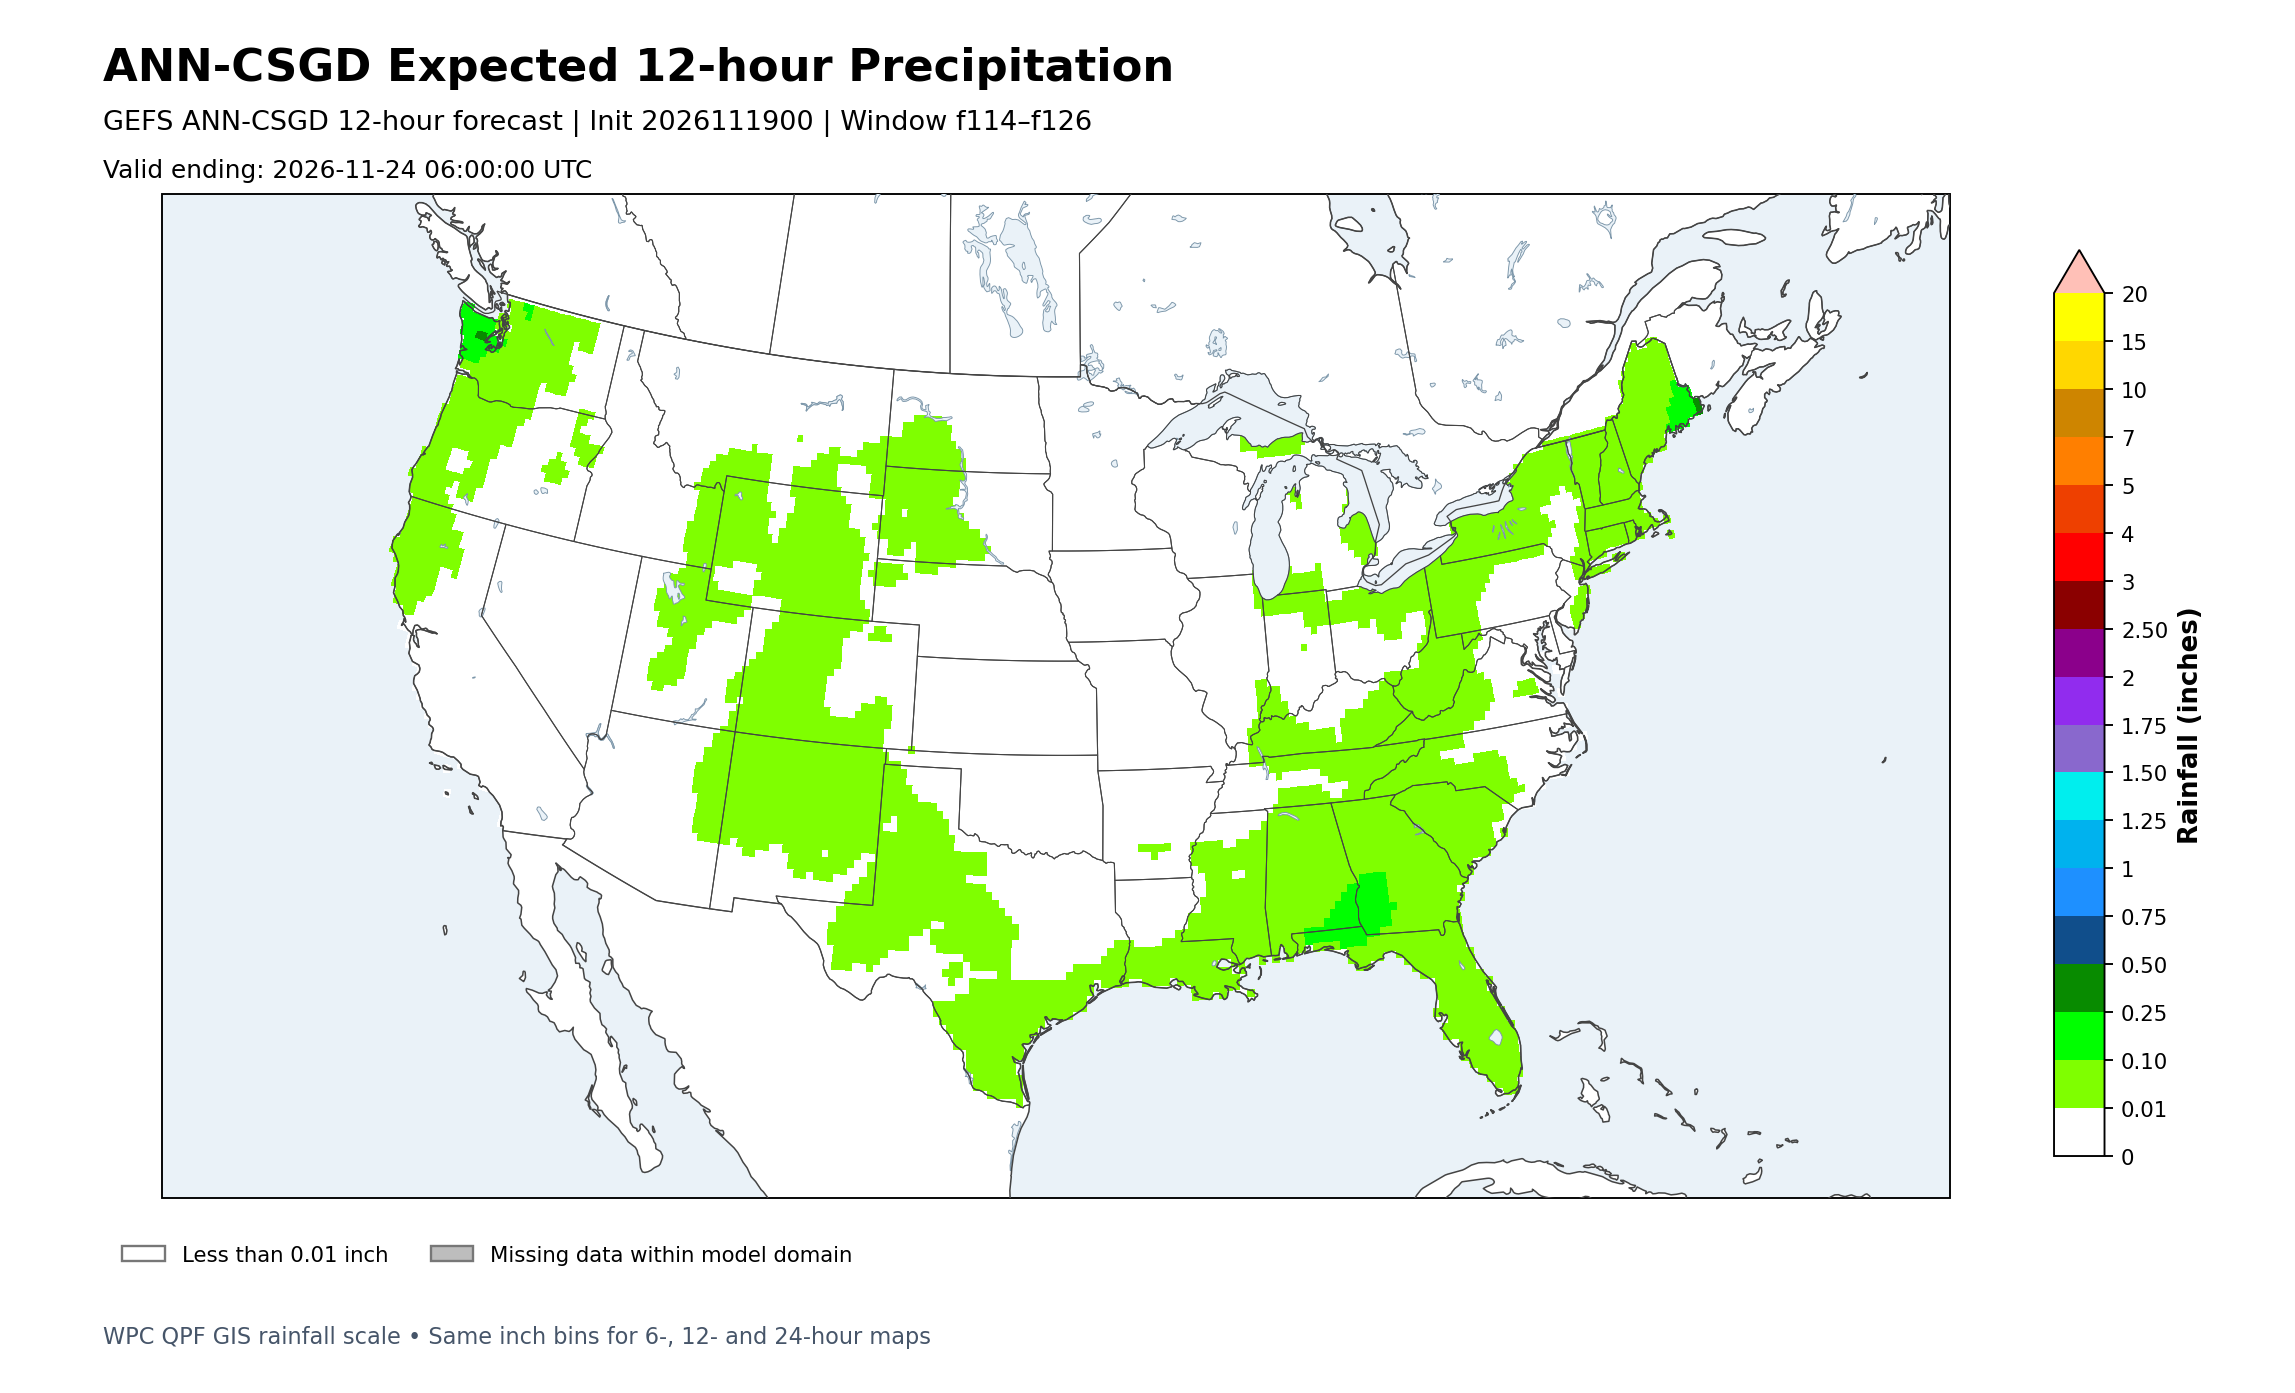 ANN-CSGD Expected 12-hour Precipitation
GEFS ANN-CSGD 12-hour forecast | Init 2026111900 | Window f114–f126
Valid ending: 2026-11-24 06:00:00 UTC
20
15
10
7
5
4
3
2.50
2
1.75
1.50
1.25
1
0.75
0.50
0.25
0.10
0.01
0
Rainfall (inches)
Less than 0.01 inch
Missing data within model domain
WPC QPF GIS rainfall scale • Same inch bins for 6-, 12- and 24-hour maps